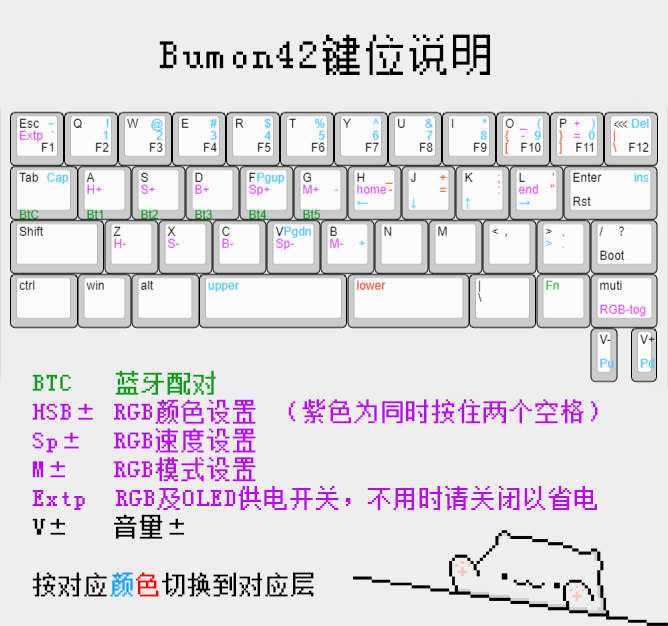 Bumon42键位说明
Esc ~ Q ! W @ E # R $ T % Y ^ U & I * O _ ( P + ) <<< Del
Extp ` 1 2 3 4 5 6 7 8 { - 9 } = 0 |
F1 F2 F3 F4 F5 F6 F7 F8 F9 [ F10 ] F11 \ F12
Tab Cap A S D F Pgup G H _ J + K : L ' Enter ins
H+ S+ B+ Sp+ M+ - home - = ; end " Rst
BtC Bt1 Bt2 Bt3 Bt4 Bt5 ← ↓ ↑ →
Shift Z X C V Pgdn B N M < , > . / ?
H- S- B- Sp- M- + > . Boot
ctrl win alt upper lower | Fn muti
\ RGB-tog
V- V+
Pu Pd
BTC 蓝牙配对
HSB± RGB颜色设置 （紫色为同时按住两个空格）
Sp± RGB速度设置
M± RGB模式设置
Extp RGB及OLED供电开关，不用时请关闭以省电
V± 音量±
按对应颜色切换到对应层